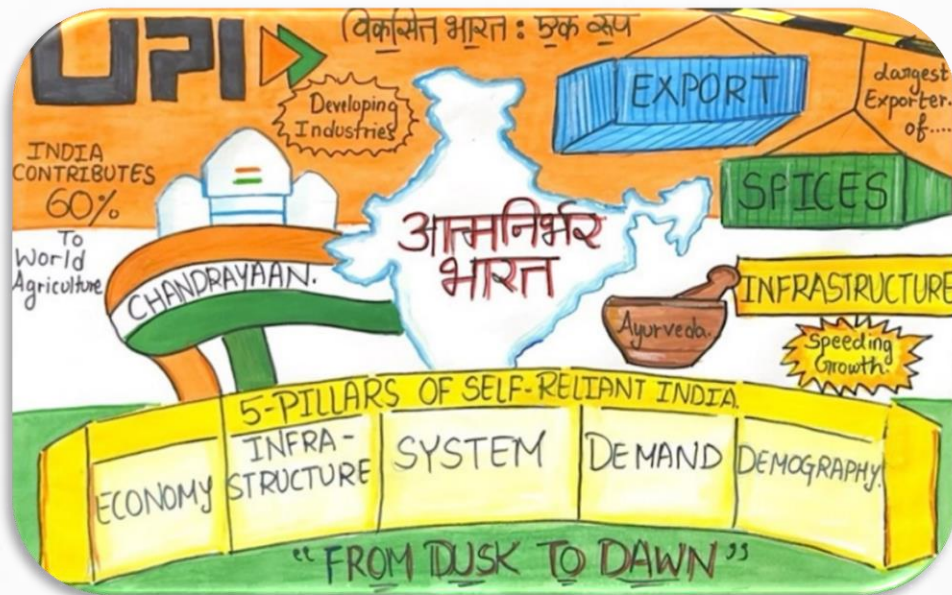 UPI
विकसित भारत : एक रूप
Developing
Industries
EXPORT
Largest
Exporter
of....
SPICES
INDIA
CONTRIBUTES
60%
To
World
Agriculture
CHANDRAYAAN.
आत्मनिर्भर
भारत
Ayurveda.
INFRASTRUCTURE
Speeding
Growth.
5-PILLARS OF SELF-RELIANT INDIA.
ECONOMY
INFRA-
STRUCTURE
SYSTEM
DEMAND
DEMOGRAPHY.
“FROM DUSK TO DAWN”